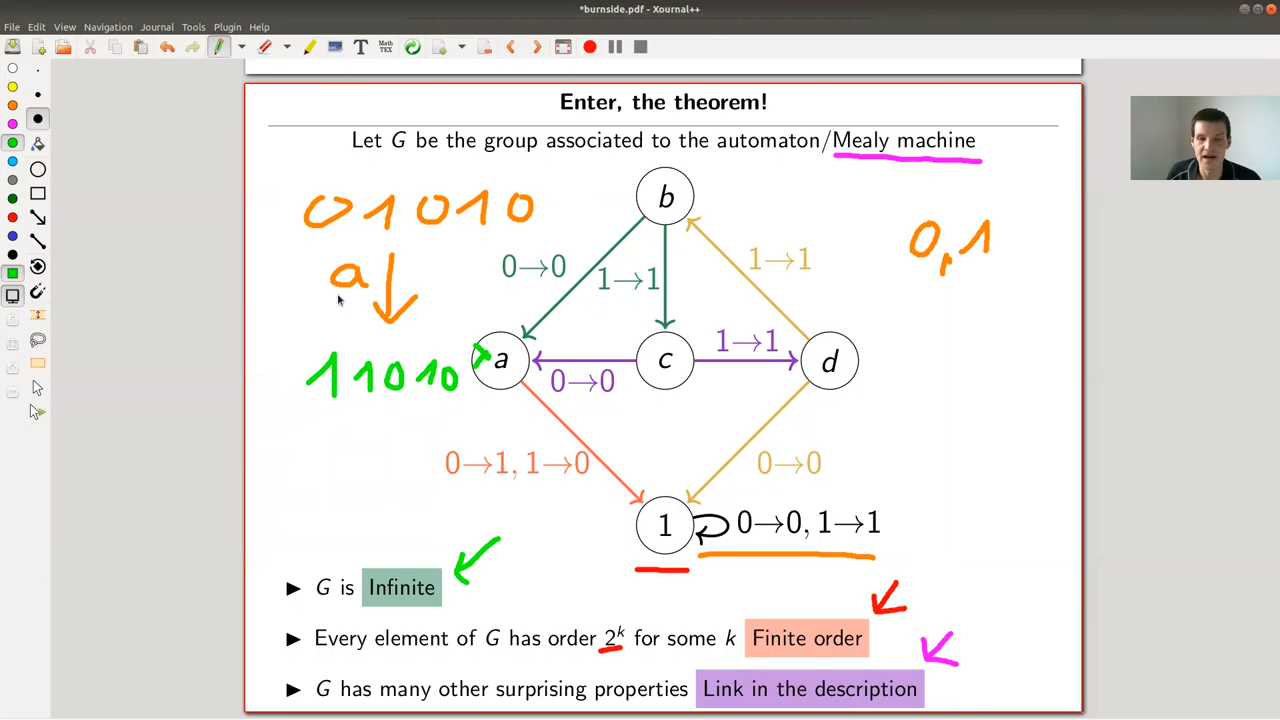 *burnside.pdf - Xournal++
File Edit View Navigation Journal Tools Plugin Help
T Math TEX
Enter, the theorem!
Let G be the group associated to the automaton/Mealy machine
01010
a
11010
0,1
b
0→0
1→1
1→1
a
c
d
1→1
0→0
0→1, 1→0
0→0
1
0→0, 1→1
▶ G is Infinite
▶ Every element of G has order 2^k for some k Finite order
▶ G has many other surprising properties Link in the description